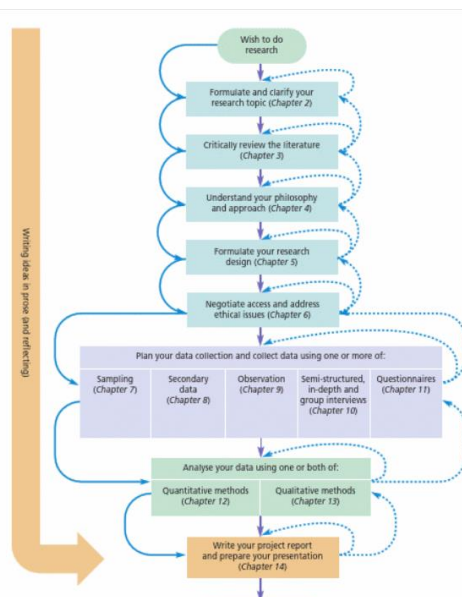 Wish to do
research
Formulate and clarify your
research topic (Chapter 2)
Critically review the literature
(Chapter 3)
Understand your philosophy
and approach (Chapter 4)
Formulate your research
design (Chapter 5)
Negotiate access and address
ethical issues (Chapter 6)
Writing ideas in prose (and reflecting)
Plan your data collection and collect data using one or more of:
Sampling
(Chapter 7)
Secondary
data
(Chapter 8)
Observation
(Chapter 9)
Semi-structured,
in-depth and
group interviews
(Chapter 10)
Questionnaires
(Chapter 11)
Analyse your data using one or both of:
Quantitative methods
(Chapter 12)
Qualitative methods
(Chapter 13)
Write your project report
and prepare your presentation
(Chapter 14)